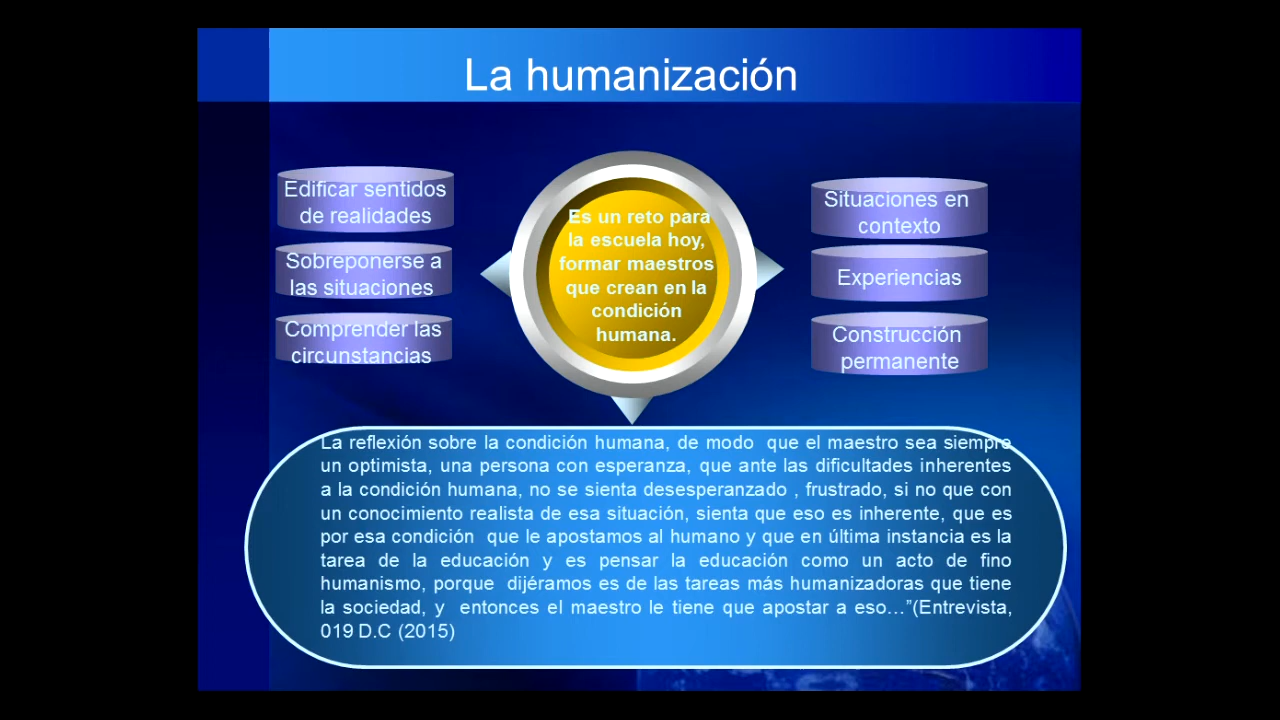 La humanización
Edificar sentidos
de realidades
Sobreponerse a
las situaciones
Comprender las
circunstancias
Es un reto para
la escuela hoy,
formar maestros
que crean en la
condición
humana.
Situaciones en
contexto
Experiencias
Construcción
permanente
La reflexión sobre la condición humana, de modo que el maestro sea siempre
un optimista, una persona con esperanza, que ante las dificultades inherentes
a la condición humana, no se sienta desesperanzado , frustrado, si no que con
un conocimiento realista de esa situación, sienta que eso es inherente, que es
por esa condición que le apostamos al humano y que en última instancia es la
tarea de la educación y es pensar la educación como un acto de fino
humanismo, porque dijéramos es de las tareas más humanizadoras que tiene
la sociedad, y entonces el maestro le tiene que apostar a eso…”(Entrevista,
019 D.C (2015)